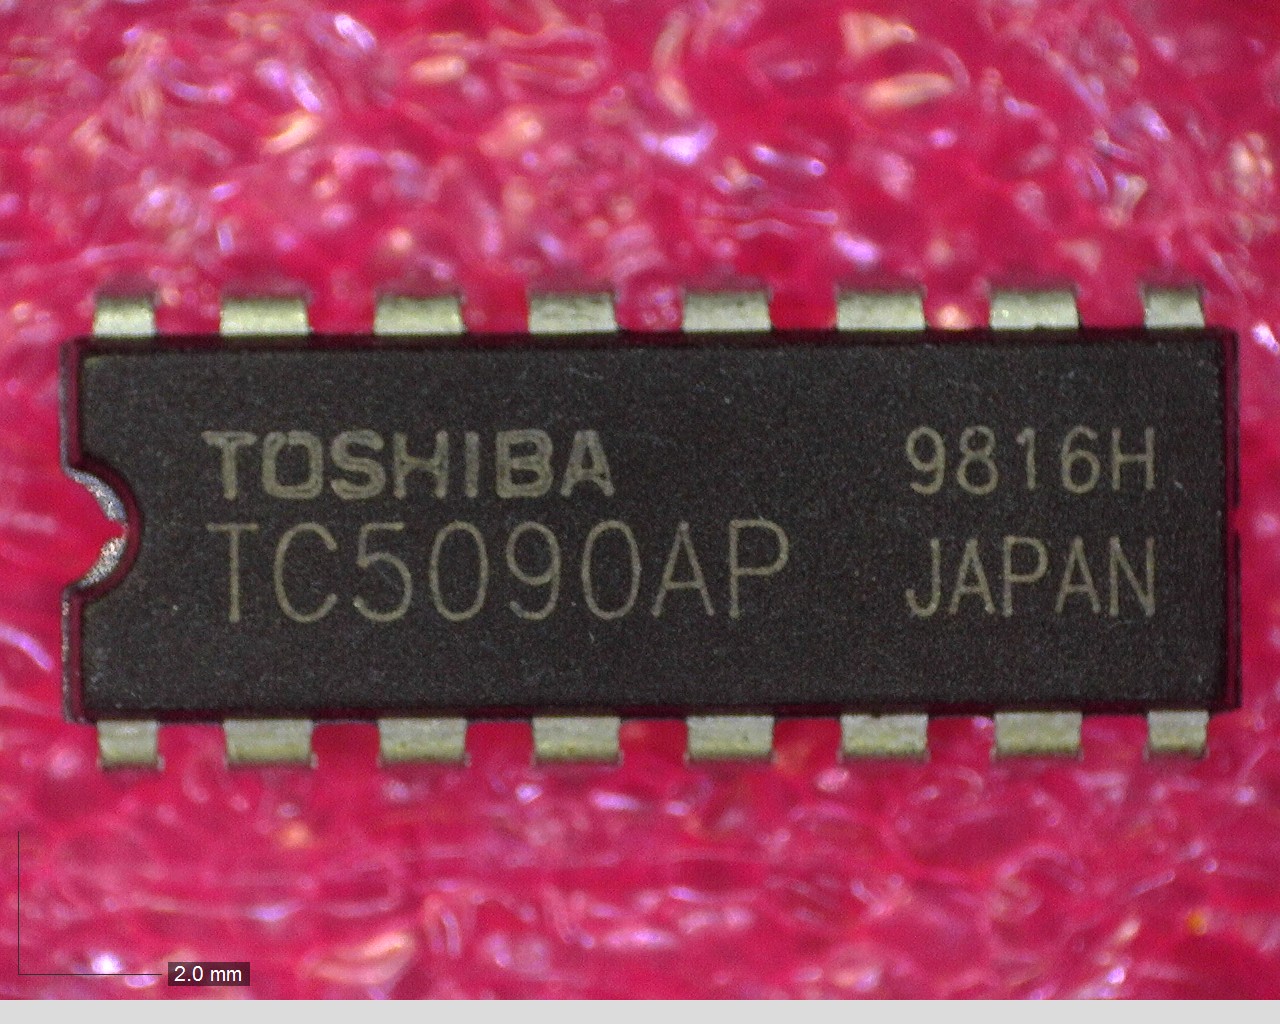 TOSHIBA 9816H
TC5090AP JAPAN
2.0 mm